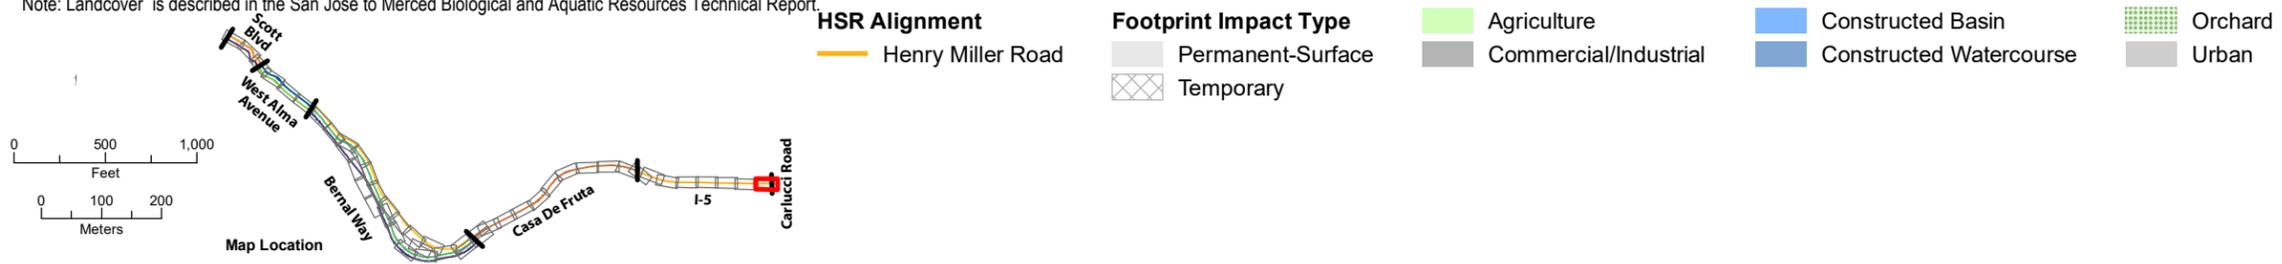 Note: Landcover is described in the San Jose to Merced Biological and Aquatic Resources Technical Report.
Scott
Blvd
West Alma
Avenue
Bernal Way
Casa De Fruta
I-5
Carlucci Road
0 500 1,000
Feet
0 100 200
Meters
Map Location
HSR Alignment
Henry Miller Road
Footprint Impact Type
Permanent-Surface
Temporary
Agriculture
Commercial/Industrial
Constructed Basin
Constructed Watercourse
Orchard
Urban